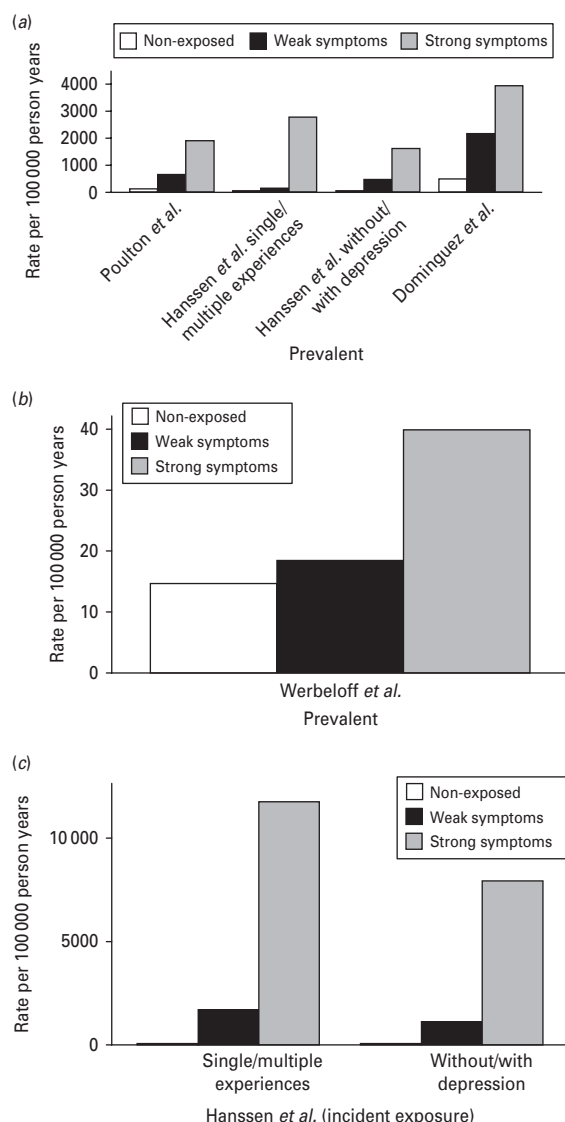 (a)
Non-exposed Weak symptoms Strong symptoms
Rate per 100 000 person years
4000
3000
2000
1000
0
Poulton et al.
Hanssen et al. single/
multiple experiences
Hanssen et al. without/
with depression
Dominguez et al.
Prevalent
(b)
Non-exposed
Weak symptoms
Strong symptoms
Rate per 100 000 person years
40
30
20
10
0
Werbeloff et al.
Prevalent
(c)
Non-exposed
Weak symptoms
Strong symptoms
Rate per 100 000 person years
10 000
5000
0
Single/multiple
experiences
Without/with
depression
Hanssen et al. (incident exposure)